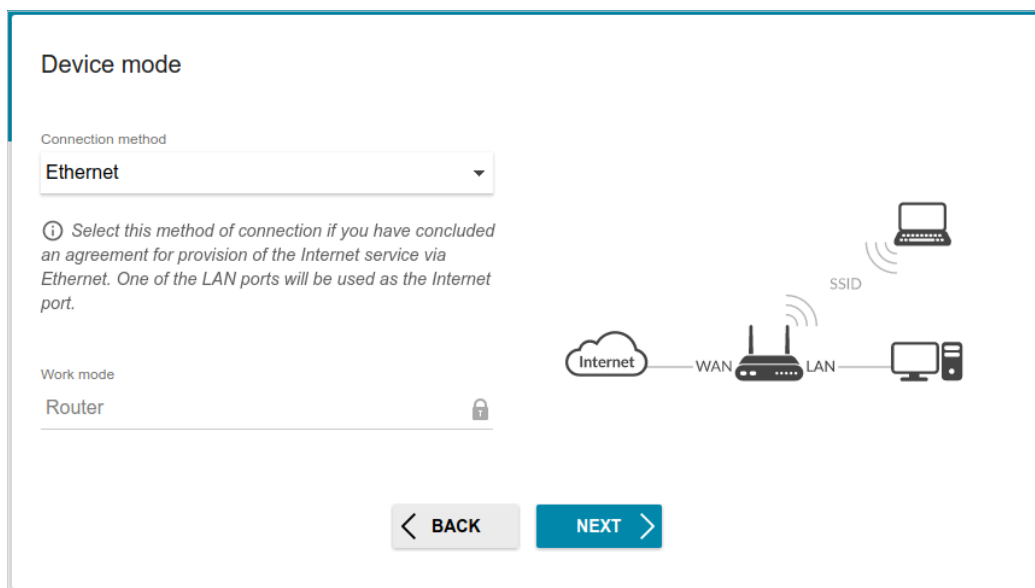 Device mode
Connection method
Ethernet
Select this method of connection if you have concluded
an agreement for provision of the Internet service via
Ethernet. One of the LAN ports will be used as the Internet
port.
Work mode
Router
SSID
Internet
WAN
LAN
BACK
NEXT